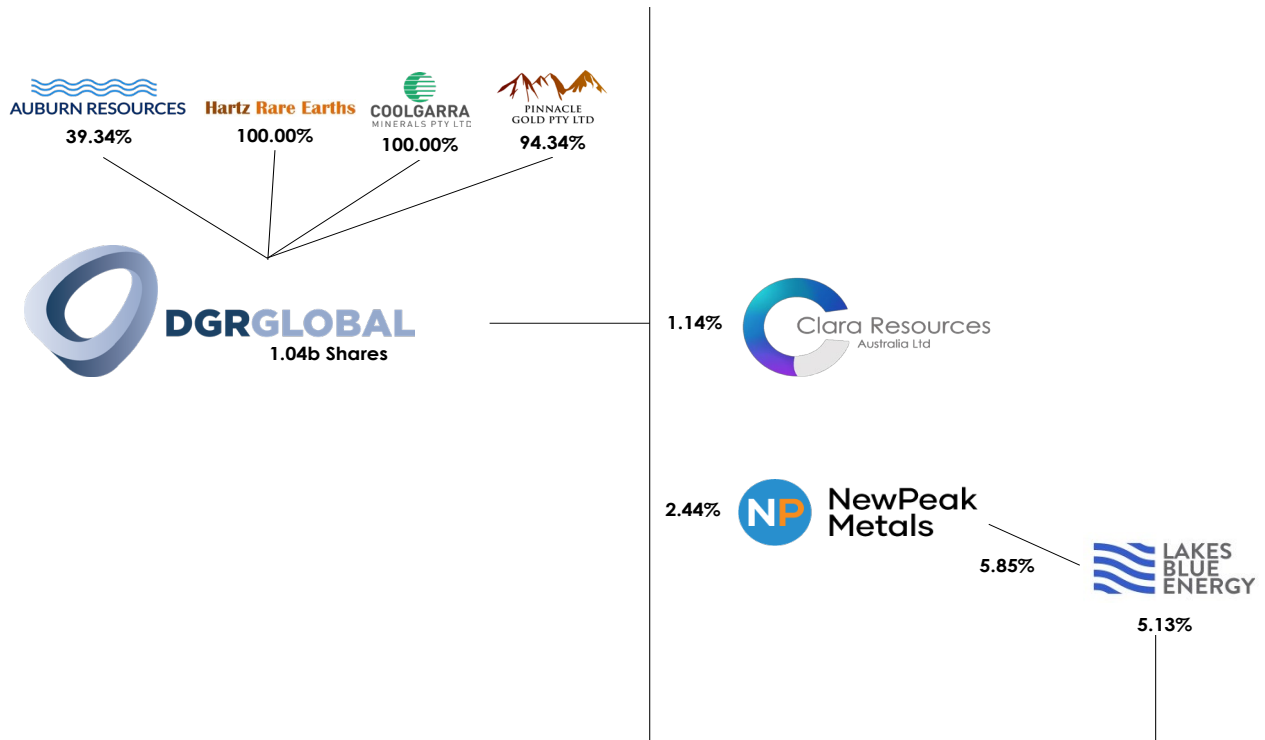 AUBURN RESOURCES
39.34%
Hartz Rare Earths
100.00%
COOLGARRA
MINERALS PTY LTD
100.00%
PINNACLE
GOLD PTY LTD
94.34%
DGRGLOBAL
1.04b Shares
1.14%
Clara Resources
Australia Ltd
2.44%
NP
NewPeak
Metals
5.85%
LAKES
BLUE
ENERGY
5.13%